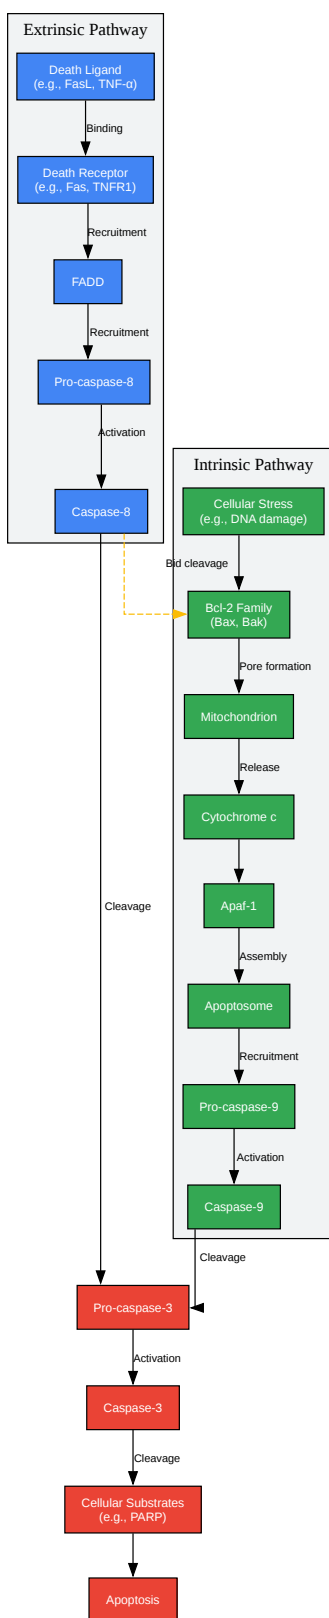 Extrinsic Pathway
Death Ligand
(e.g., FasL, TNF-α)
Binding
Death Receptor
(e.g., Fas, TNFR1)
Recruitment
FADD
Recruitment
Pro-caspase-8
Activation
Caspase-8
Intrinsic Pathway
Cellular Stress
(e.g., DNA damage)
Bid cleavage
Bcl-2 Family
(Bax, Bak)
Pore formation
Mitochondrion
Release
Cytochrome c
Apaf-1
Cleavage
Assembly
Apoptosome
Recruitment
Pro-caspase-9
Activation
Caspase-9
Cleavage
Pro-caspase-3
Activation
Caspase-3
Cleavage
Cellular Substrates
(e.g., PARP)
Apoptosis